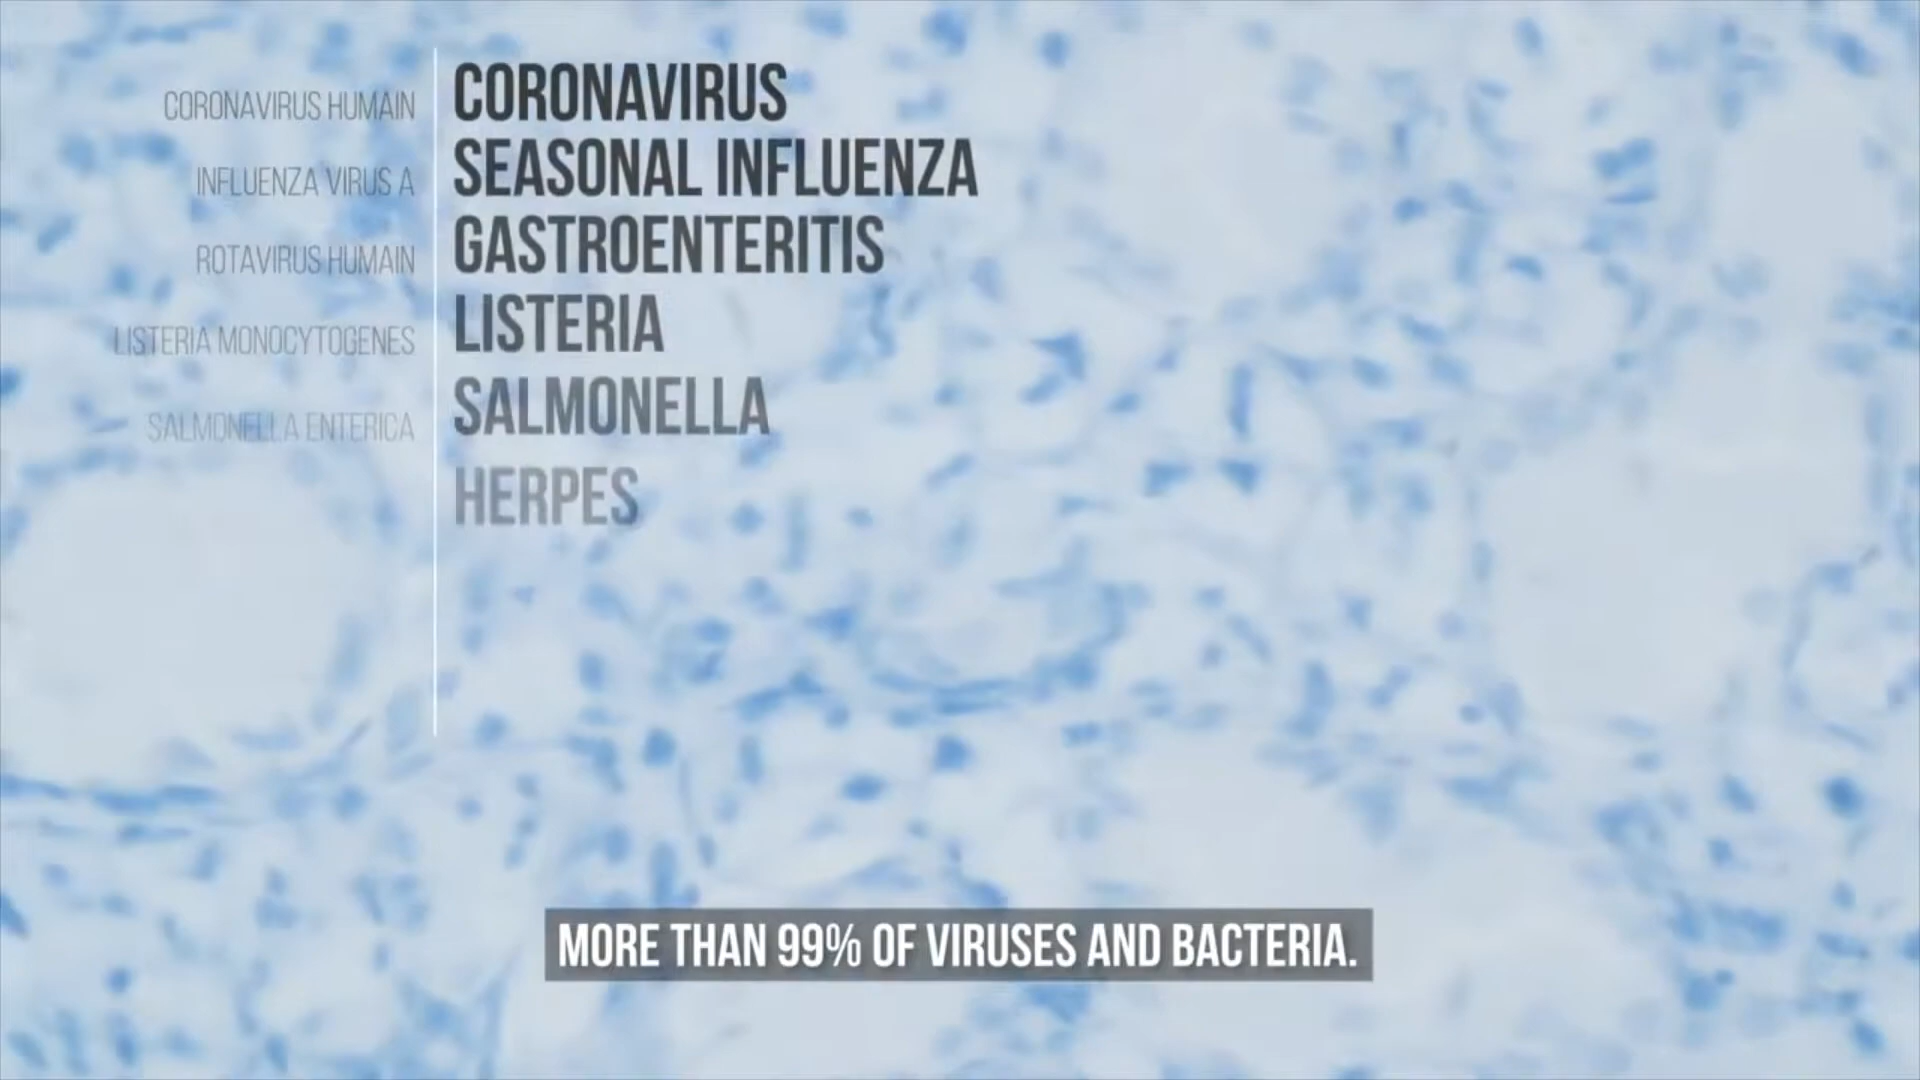 CORONAVIRUS HUMAIN CORONAVIRUS
INFLUENZA VIRUS A SEASONAL INFLUENZA
ROTAVIRUS HUMAIN GASTROENTERITIS
LISTERIA MONOCYTOGENES LISTERIA
SALMONELLA ENTERICA SALMONELLA
HERPES
MORE THAN 99% OF VIRUSES AND BACTERIA.